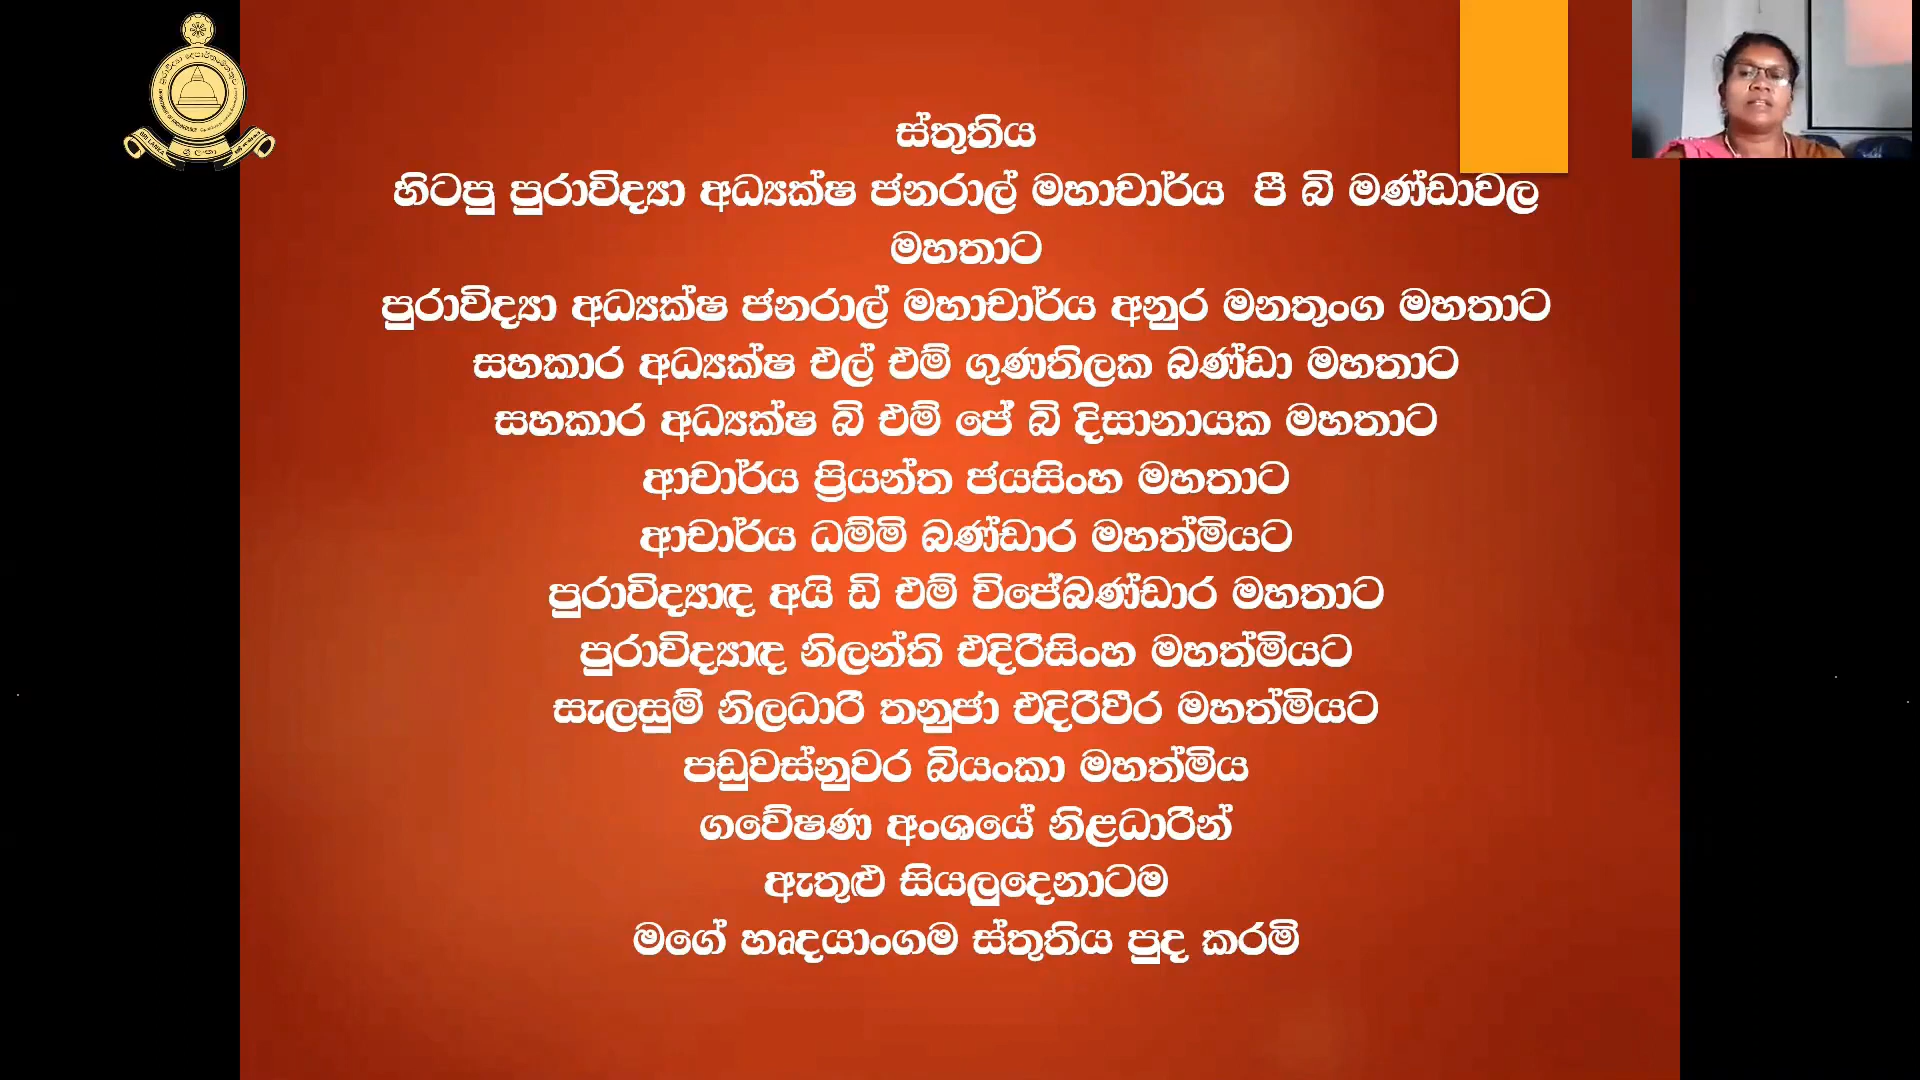 ස්තූතිය
හිටපු පුරාවිද්‍යා අධ්‍යක්ෂ ජනරාල් මහාචාර්ය පී බි මණ්ඩාවල
මහතාට
පුරාවිද්‍යා අධ්‍යක්ෂ ජනරාල් මහාචාර්ය අනුර මනතුංග මහතාට
සහකාර අධ්‍යක්ෂ එල් එම් ගුණතිලක බණ්ඩා මහතාට
සහකාර අධ්‍යක්ෂ බි එම් ජේ බි දිසානායක මහතාට
ආචාර්ය ප්‍රියන්ත ජයසිංහ මහතාට
ආචාර්ය ධම්මි බණ්ඩාර මහත්මියට
පුරාවිද්‍යාඥ අයි ඩි එම් විජේබණ්ඩාර මහතාට
පුරාවිද්‍යාඥ නිලන්ති එදිරිසිංහ මහත්මියට
සැලසුම් නිලධාරී තනුජා එදිරිවීර මහත්මියට
පඩුවස්නුවර බියංකා මහත්මිය
ගවේෂණ අංශයේ නිළධාරීන්
ඇතුළු සියලුදෙනාටම
මගේ හෘදයාංගම ස්තුතිය පුද කරමි
SRI LANKA
ශ්‍රී ලංකා